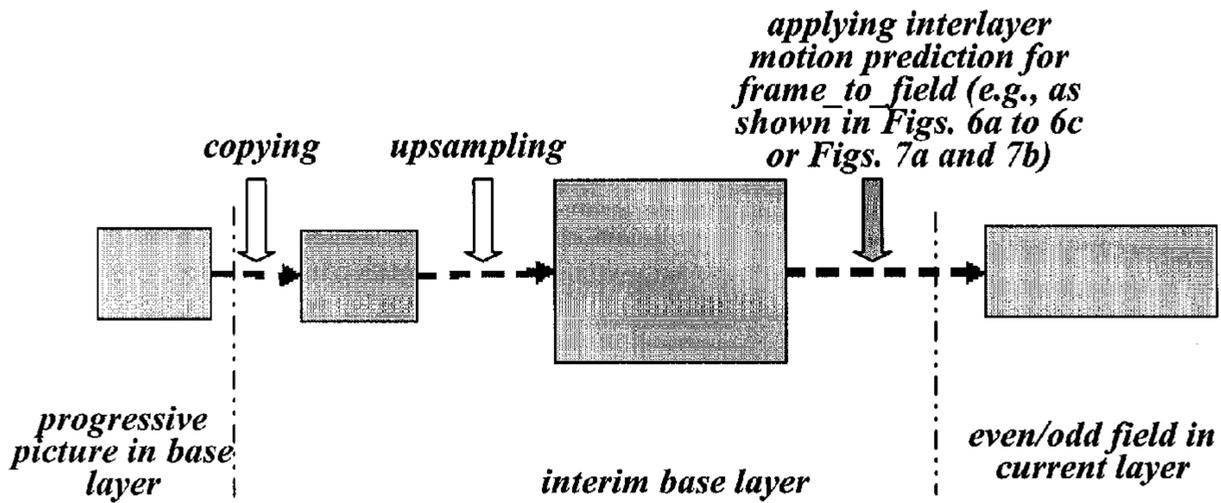 applying interlayer
motion prediction for
frame_to_field (e.g., as
shown in Figs. 6a to 6c
or Figs. 7a and 7b)
copying
upsampling
progressive
picture in base
layer
interim base layer
even/odd field in
current layer